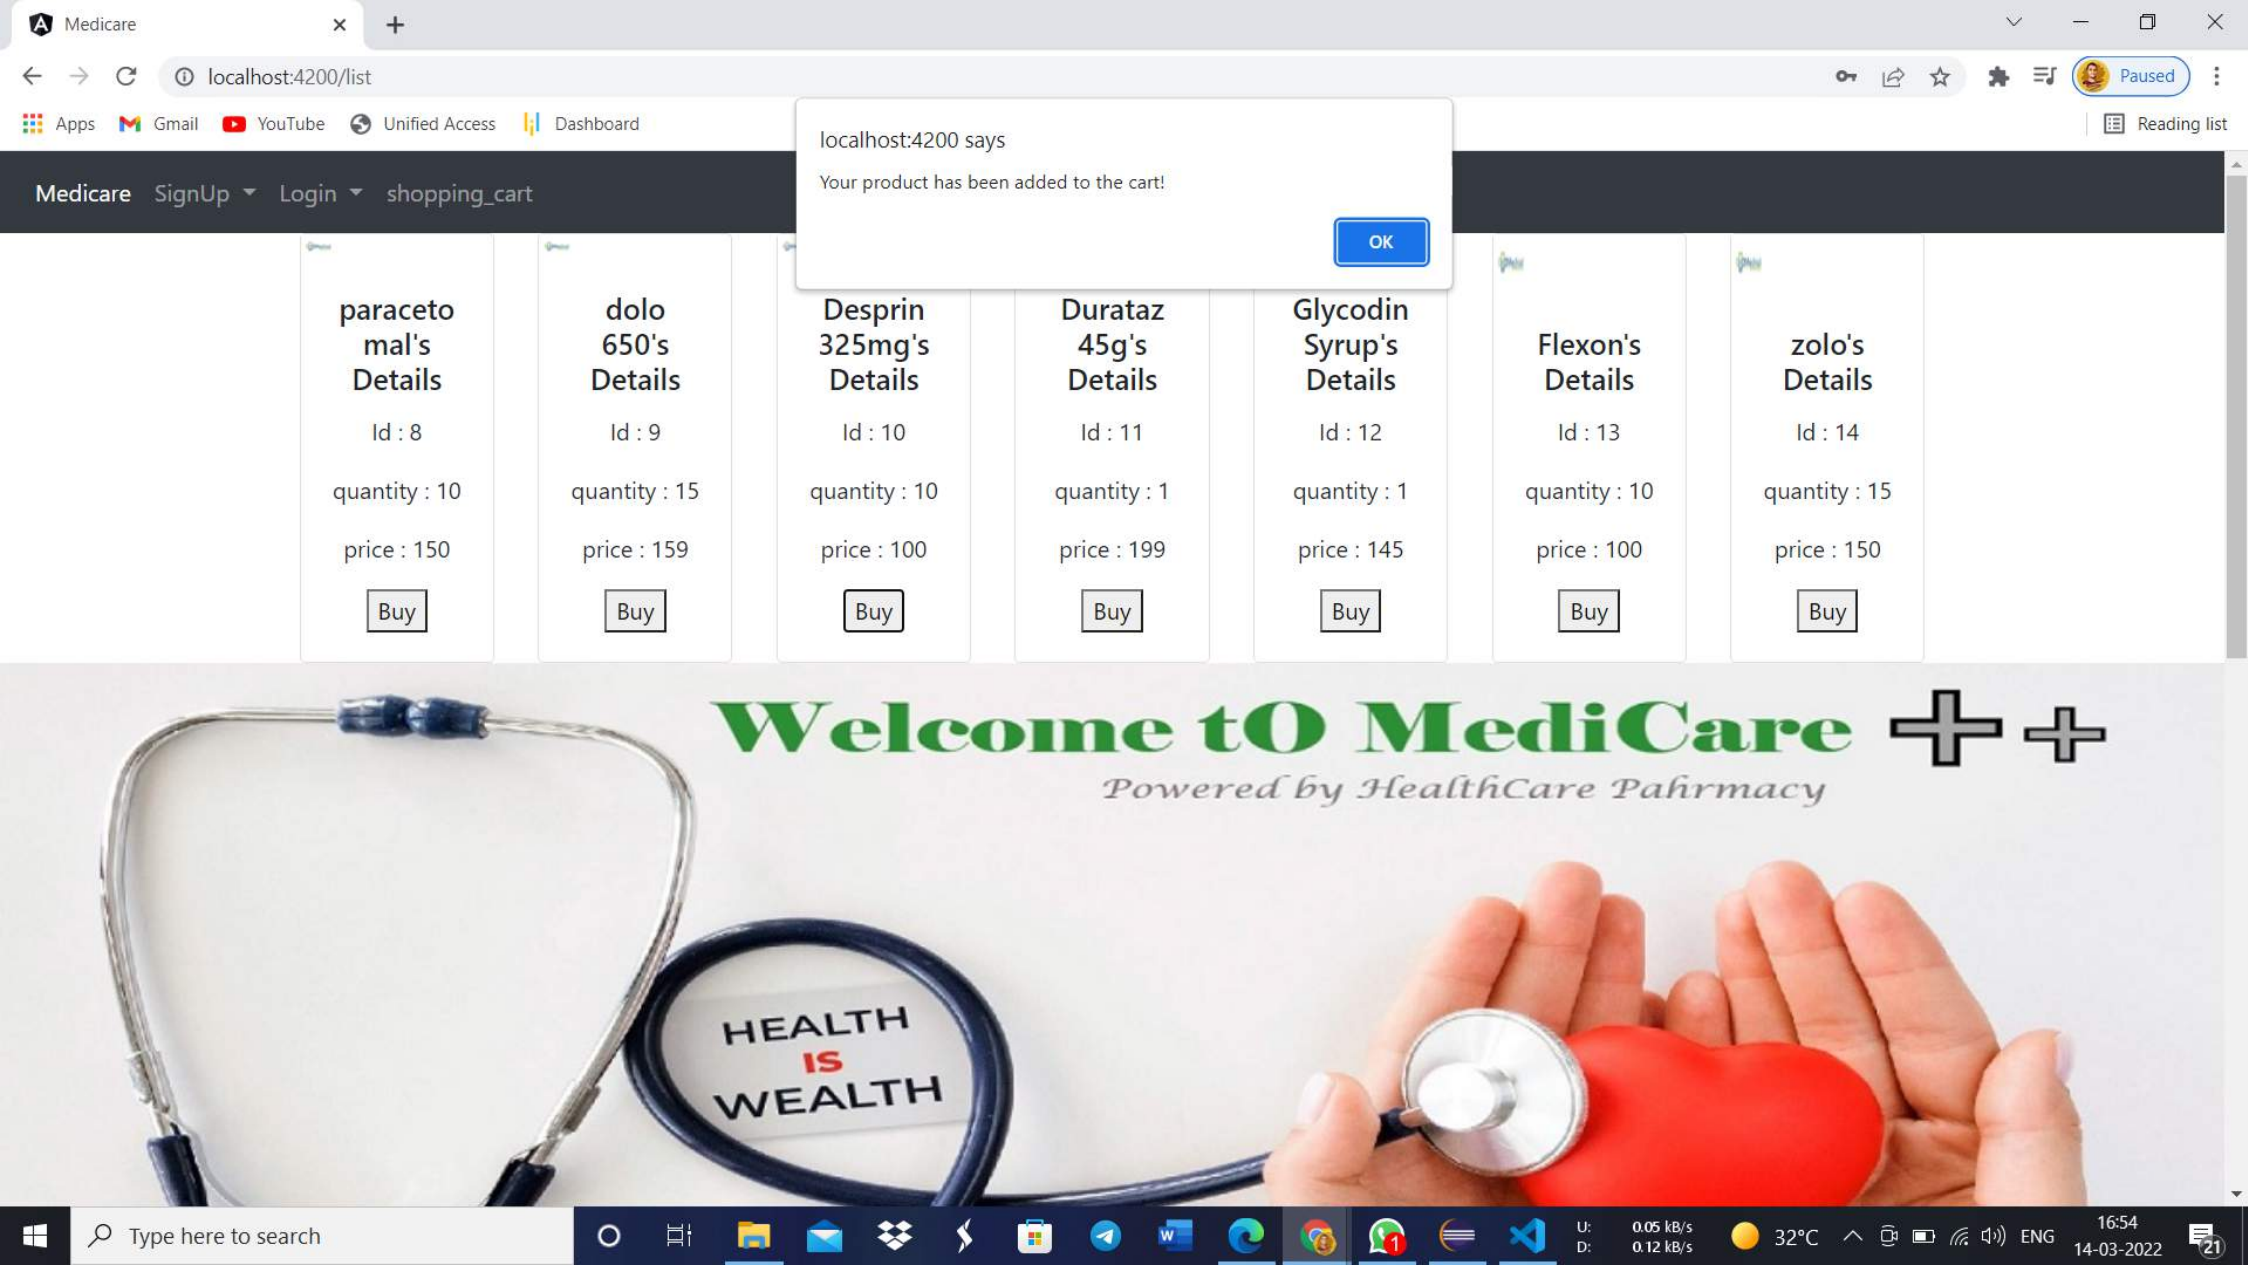 Medicare
localhost:4200/list
Paused
Apps Gmail YouTube Unified Access Dashboard
Reading list
localhost:4200 says
Your product has been added to the cart!
OK
Medicare SignUp Login shopping_cart
paraceto
mal's
Details
Id : 8
quantity : 10
price : 150
Buy
dolo
650's
Details
Id : 9
quantity : 15
price : 159
Buy
Desprin
325mg's
Details
Id : 10
quantity : 10
price : 100
Buy
Durataz
45g's
Details
Id : 11
quantity : 1
price : 199
Buy
Glycodin
Syrup's
Details
Id : 12
quantity : 1
price : 145
Buy
Flexon's
Details
Id : 13
quantity : 10
price : 100
Buy
zolo's
Details
Id : 14
quantity : 15
price : 150
Buy
Welcome tO MediCare
Powered by HealthCare Pahrmacy
HEALTH
IS
WEALTH
Type here to search
W
1
U: 0.05 kB/s
D: 0.12 kB/s
32°C
ENG
16:54
14-03-2022
21